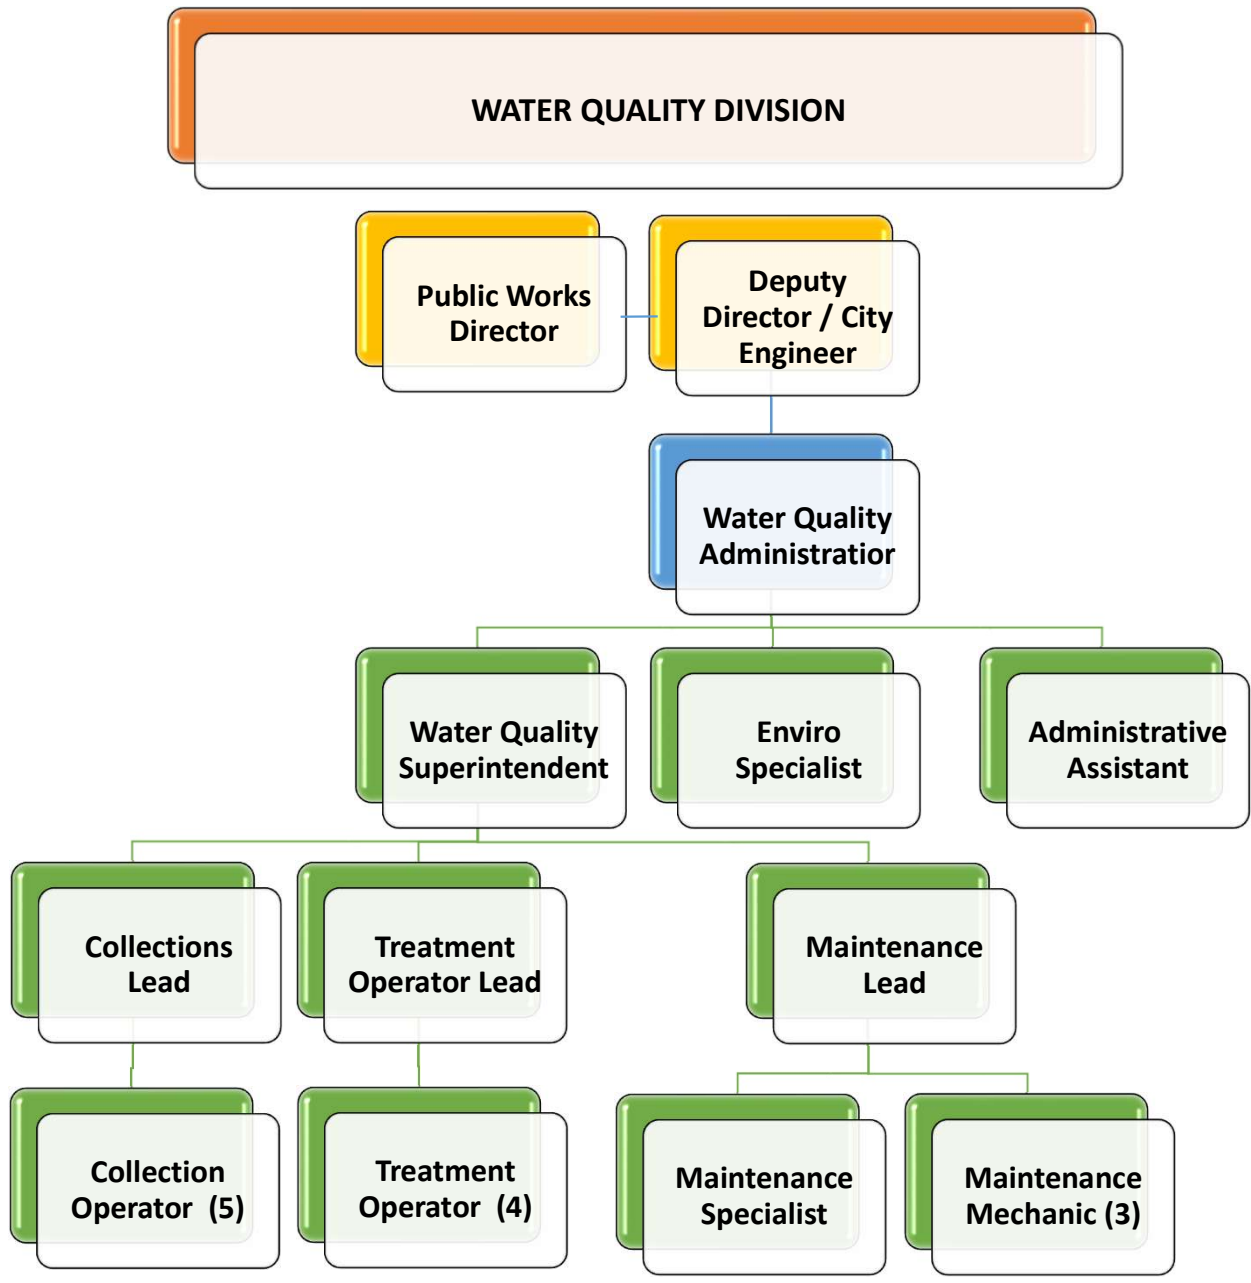 WATER QUALITY DIVISION
Public Works
Director
Deputy
Director / City
Engineer
Water Quality
Administratior
Water Quality
Superintendent
Enviro
Specialist
Administrative
Assistant
Collections
Lead
Treatment
Operator Lead
Maintenance
Lead
Collection
Operator (5)
Treatment
Operator (4)
Maintenance
Specialist
Maintenance
Mechanic (3)